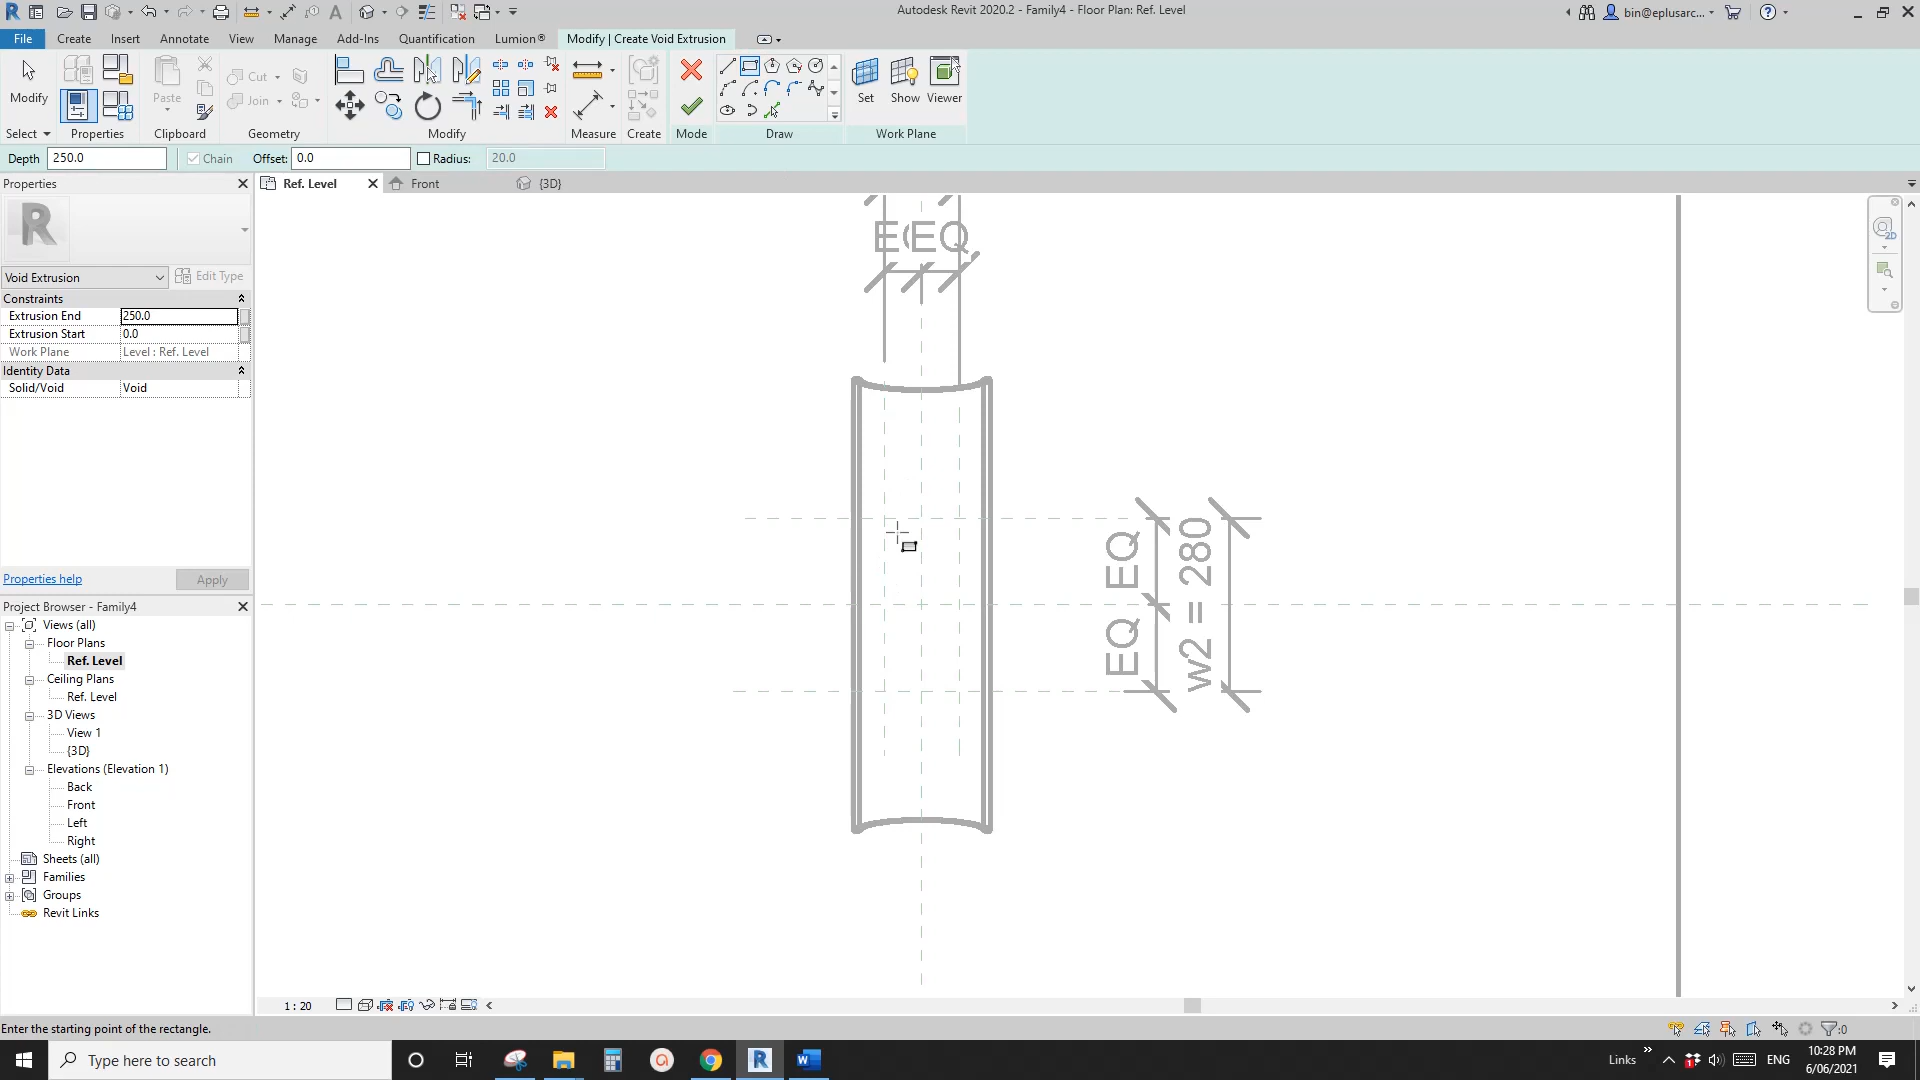 Autodesk Revit 2020.2 - Family4 - Floor Plan: Ref. Level
bin@eplusarc...
File Create Insert Annotate View Manage Add-Ins Quantification Lumion® Modify | Create Void Extrusion
Modify Paste Cut Join Set Show Viewer
Select Properties Clipboard Geometry Modify Measure Create Mode Draw Work Plane
Depth 250.0 Chain Offset: 0.0 Radius: 20.0
Properties
Ref. Level Front {3D}
Void Extrusion Edit Type
Constraints
Extrusion End 250.0
Extrusion Start 0.0
Work Plane Level : Ref. Level
Identity Data
Solid/Void Void
Properties help Apply
Project Browser - Family4
Views (all)
Floor Plans
Ref. Level
Ceiling Plans
Ref. Level
3D Views
View 1
{3D}
Elevations (Elevation 1)
Back
Front
Left
Right
Sheets (all)
Families
Groups
Revit Links
EQ
EQ
EQ
w2 = 280
2D
1 : 20
Enter the starting point of the rectangle.
:0
Type here to search
Links
ENG
10:28 PM
6/06/2021